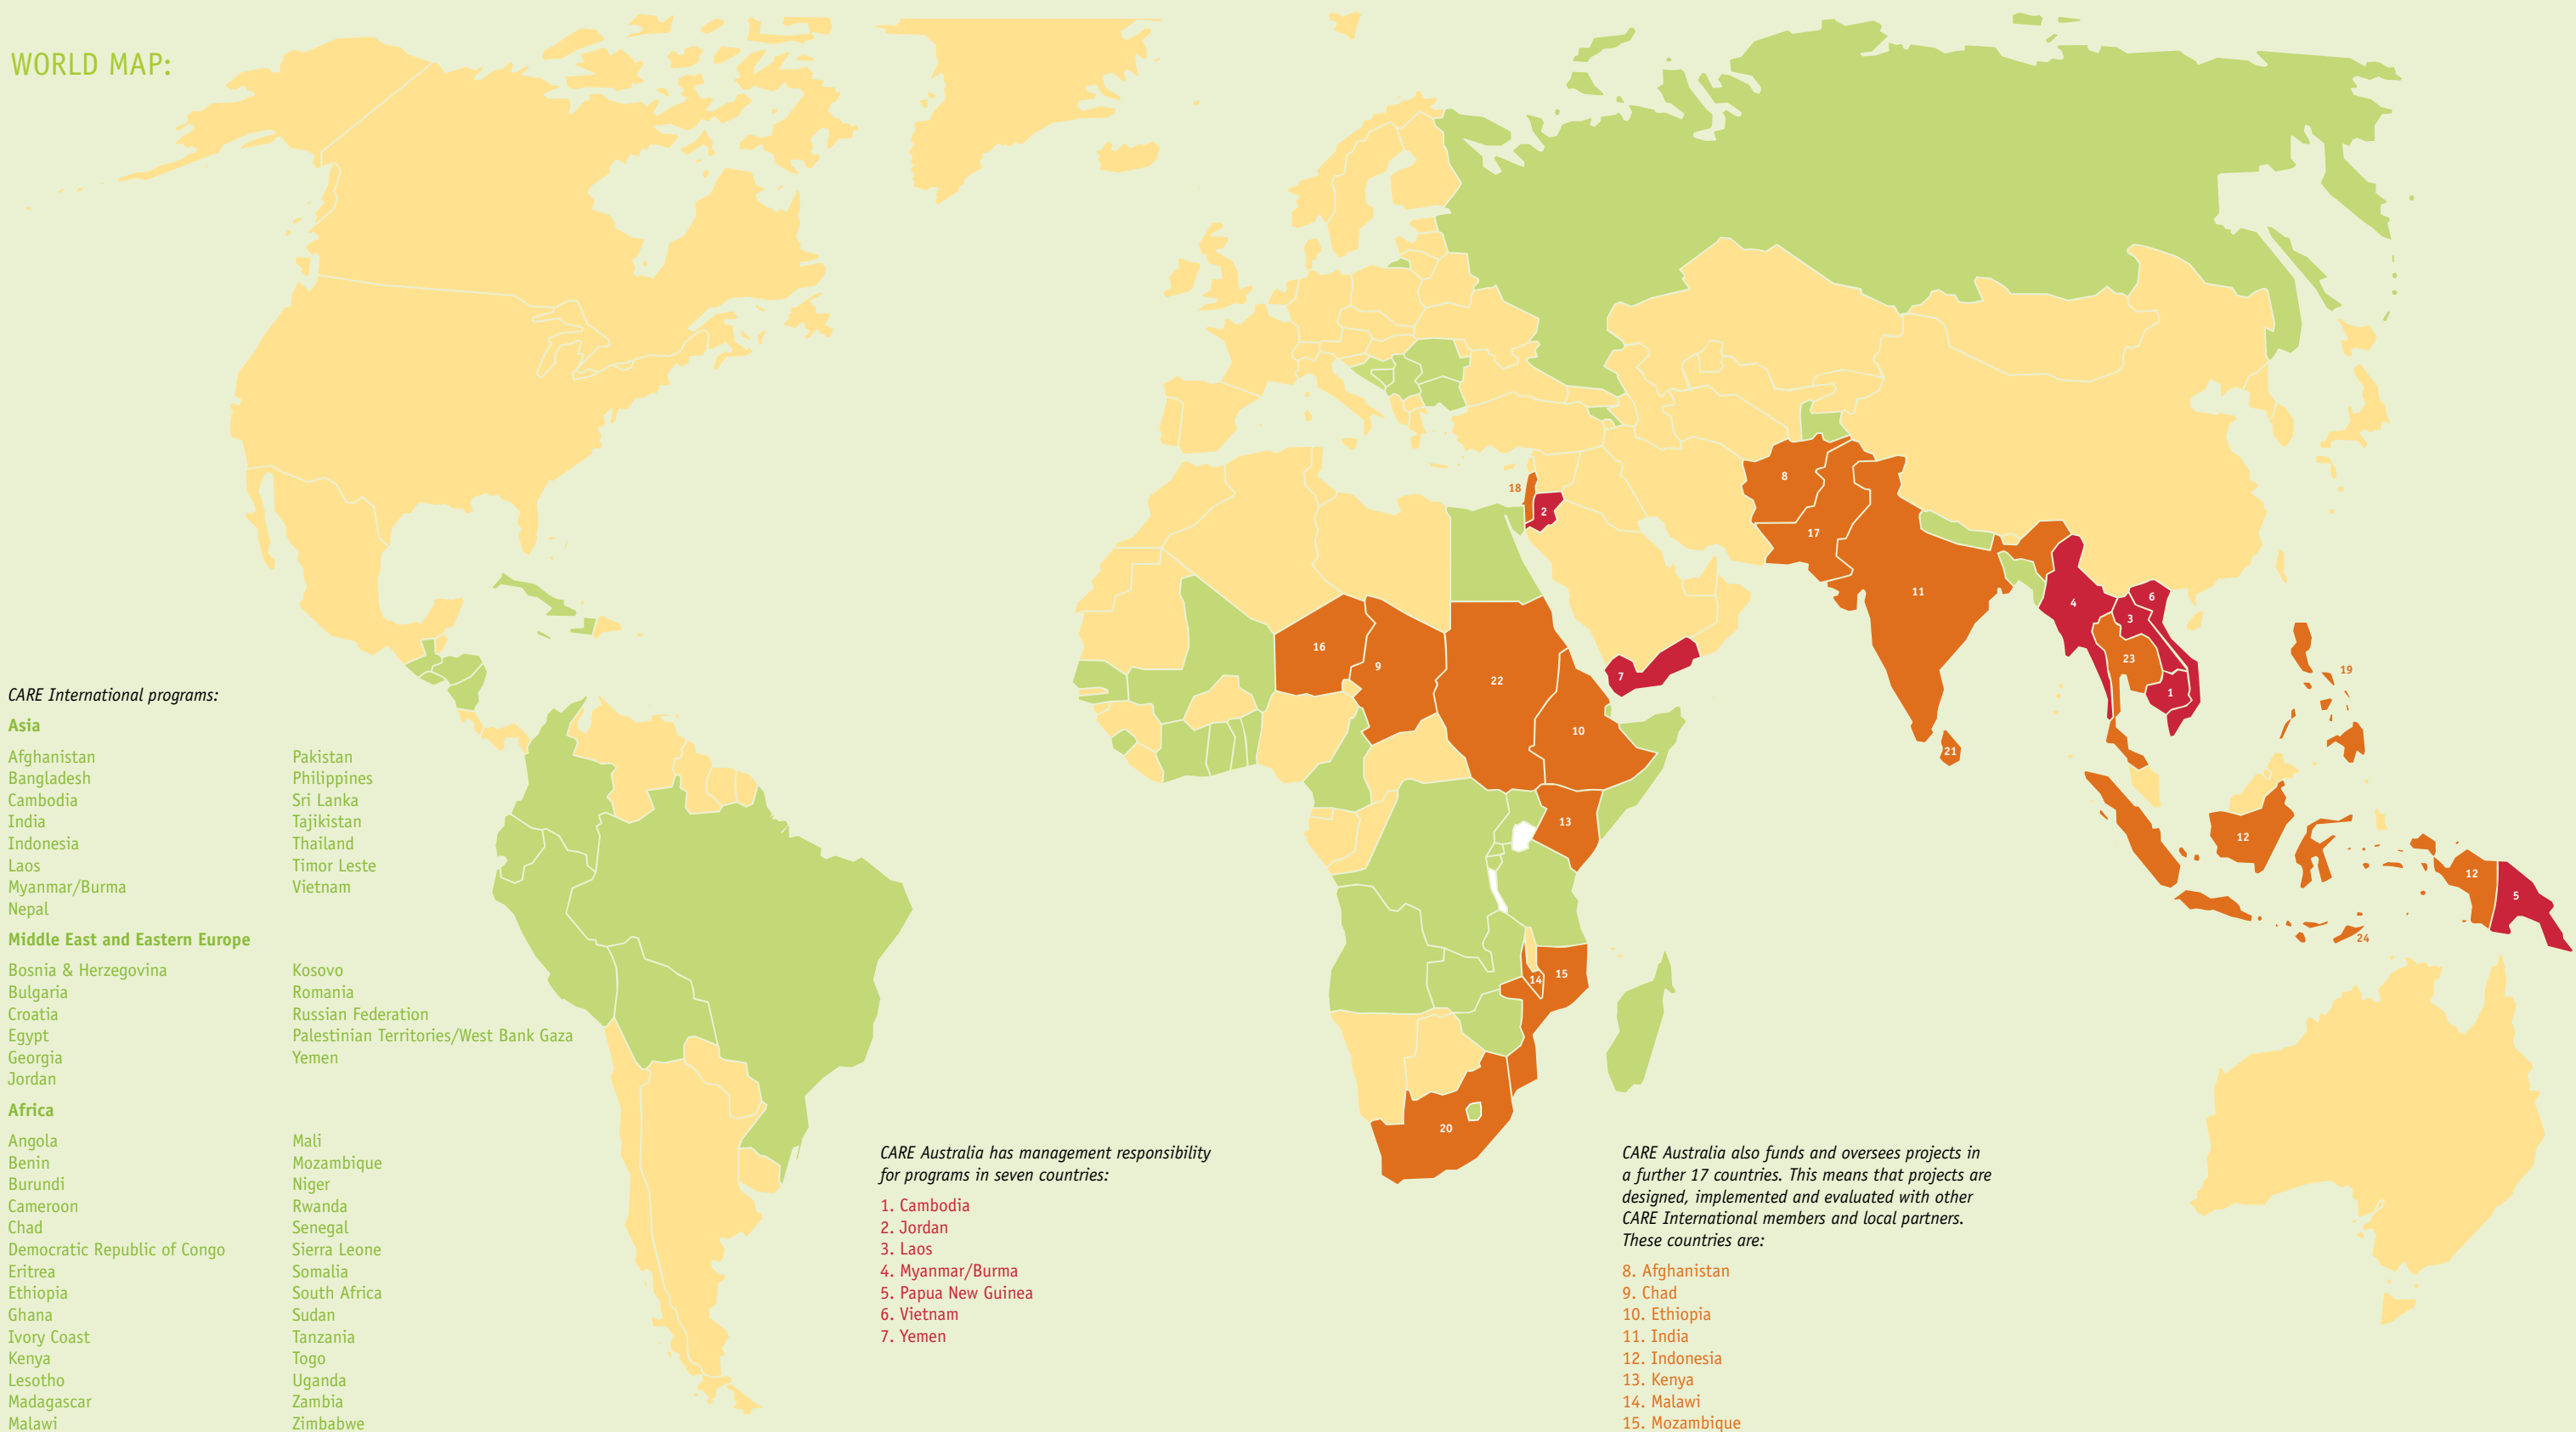 WORLD MAP:
CARE International programs:
Asia
Afghanistan
Bangladesh
Cambodia
India
Indonesia
Laos
Myanmar/Burma
Nepal
Pakistan
Philippines
Sri Lanka
Tajikistan
Thailand
Timor Leste
Vietnam
Middle East and Eastern Europe
Bosnia & Herzegovina
Bulgaria
Croatia
Egypt
Georgia
Jordan
Kosovo
Romania
Russian Federation
Palestinian Territories/West Bank Gaza
Yemen
Africa
Angola
Benin
Burundi
Cameroon
Chad
Democratic Republic of Congo
Eritrea
Ethiopia
Ghana
Ivory Coast
Kenya
Lesotho
Madagascar
Malawi
Mali
Mozambique
Niger
Rwanda
Senegal
Sierra Leone
Somalia
South Africa
Sudan
Tanzania
Togo
Uganda
Zambia
Zimbabwe
CARE Australia has management responsibility
for programs in seven countries:
1. Cambodia
2. Jordan
3. Laos
4. Myanmar/Burma
5. Papua New Guinea
6. Vietnam
7. Yemen
CARE Australia also funds and oversees projects in
a further 17 countries. This means that projects are
designed, implemented and evaluated with other
CARE International members and local partners.
These countries are:
8. Afghanistan
9. Chad
10. Ethiopia
11. India
12. Indonesia
13. Kenya
14. Malawi
15. Mozambique
8
18
2
17
11
6
4
3
16
9
23
19
7
22
1
10
21
13
12
12
5
24
15
14
20